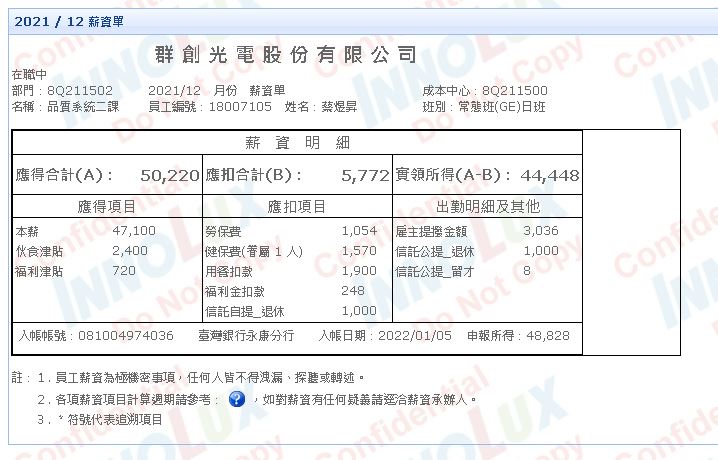 2021 / 12 薪資單
群創光電股份有限公司
在職中
部門：8Q211502 2021/12 月份 薪資單 成本中心：8Q211500
名稱：品質系統二課 員工編號：18007105 姓名：蔡煜昇 班別：常態班(GE)日班
薪 資 明 細
應得合計(A)： 50,220 應扣合計(B)： 5,772 實領所得(A-B)： 44,448
應得項目 應扣項目 出勤明細及其他
本薪 47,100 勞保費 1,054 雇主提撥金額 3,036
伙食津貼 2,400 健保費(眷屬 1 人) 1,570 信託公提_退休 1,000
福利津貼 720 用餐扣款 1,900 信託公提_留才 8
福利金扣款 248
信託自提_退休 1,000
入帳帳號：081004974036 臺灣銀行永康分行 入帳日期：2022/01/05 申報所得：48,828
註：1. 員工薪資為極機密事項，任何人皆不得洩漏、探聽或轉述。
2. 各項薪資項目計算週期請參考： ? ，如對薪資有任何疑義請逕洽薪資承辦人。
3. * 符號代表追溯項目
Confidential
INNOLUX
Do Not Copy